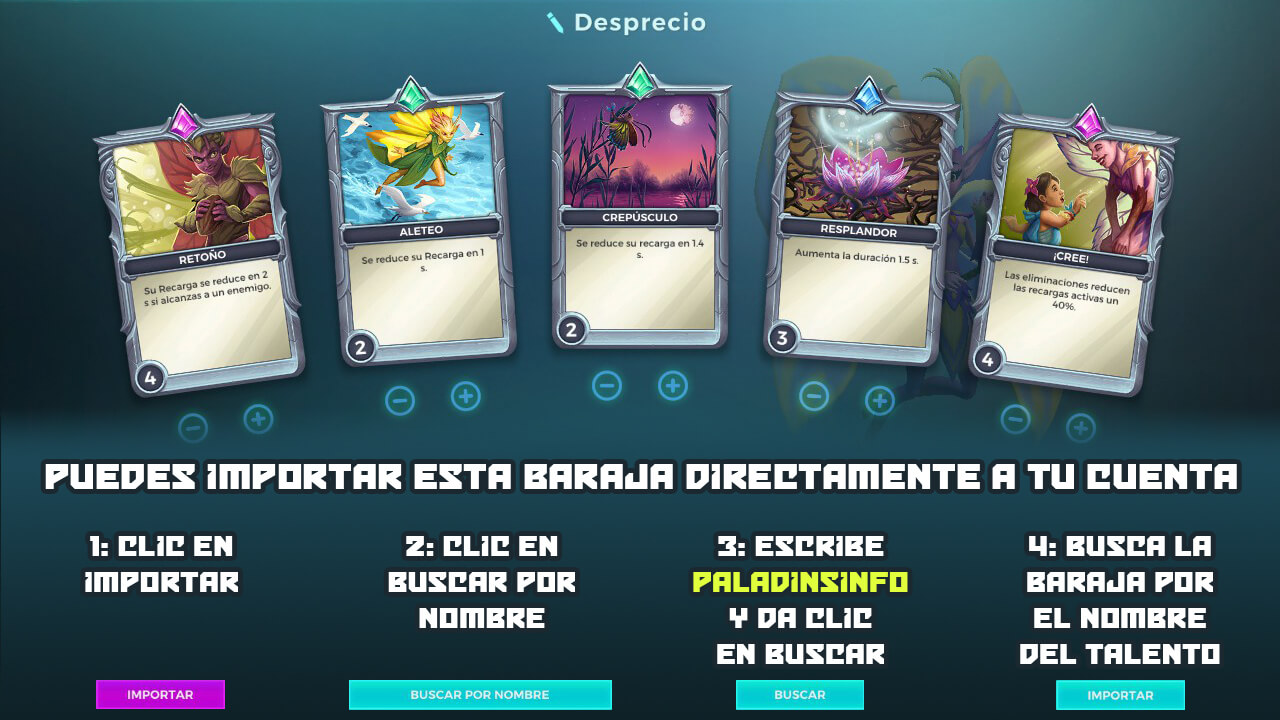 Desprecio
RETOÑO
Su Recarga se reduce en 2
s si alcanzas a un enemigo.
4
ALETEO
Se reduce su Recarga en 1
s.
2
CREPÚSCULO
Se reduce su recarga en 1.4
s.
2
RESPLANDOR
Aumenta la duración 1.5 s.
3
¡CREE!
Las eliminaciones reducen
las recargas activas un
40%.
4
PUEDES IMPORTAR ESTA BARAJA DIRECTAMENTE A TU CUENTA
1: CLIC EN
IMPORTAR
IMPORTAR
2: CLIC EN
BUSCAR POR
NOMBRE
BUSCAR POR NOMBRE
3: ESCRIBE
PALADINSINFO
Y DA CLIC
EN BUSCAR
BUSCAR
4: BUSCA LA
BARAJA POR
EL NOMBRE
DEL TALENTO
IMPORTAR